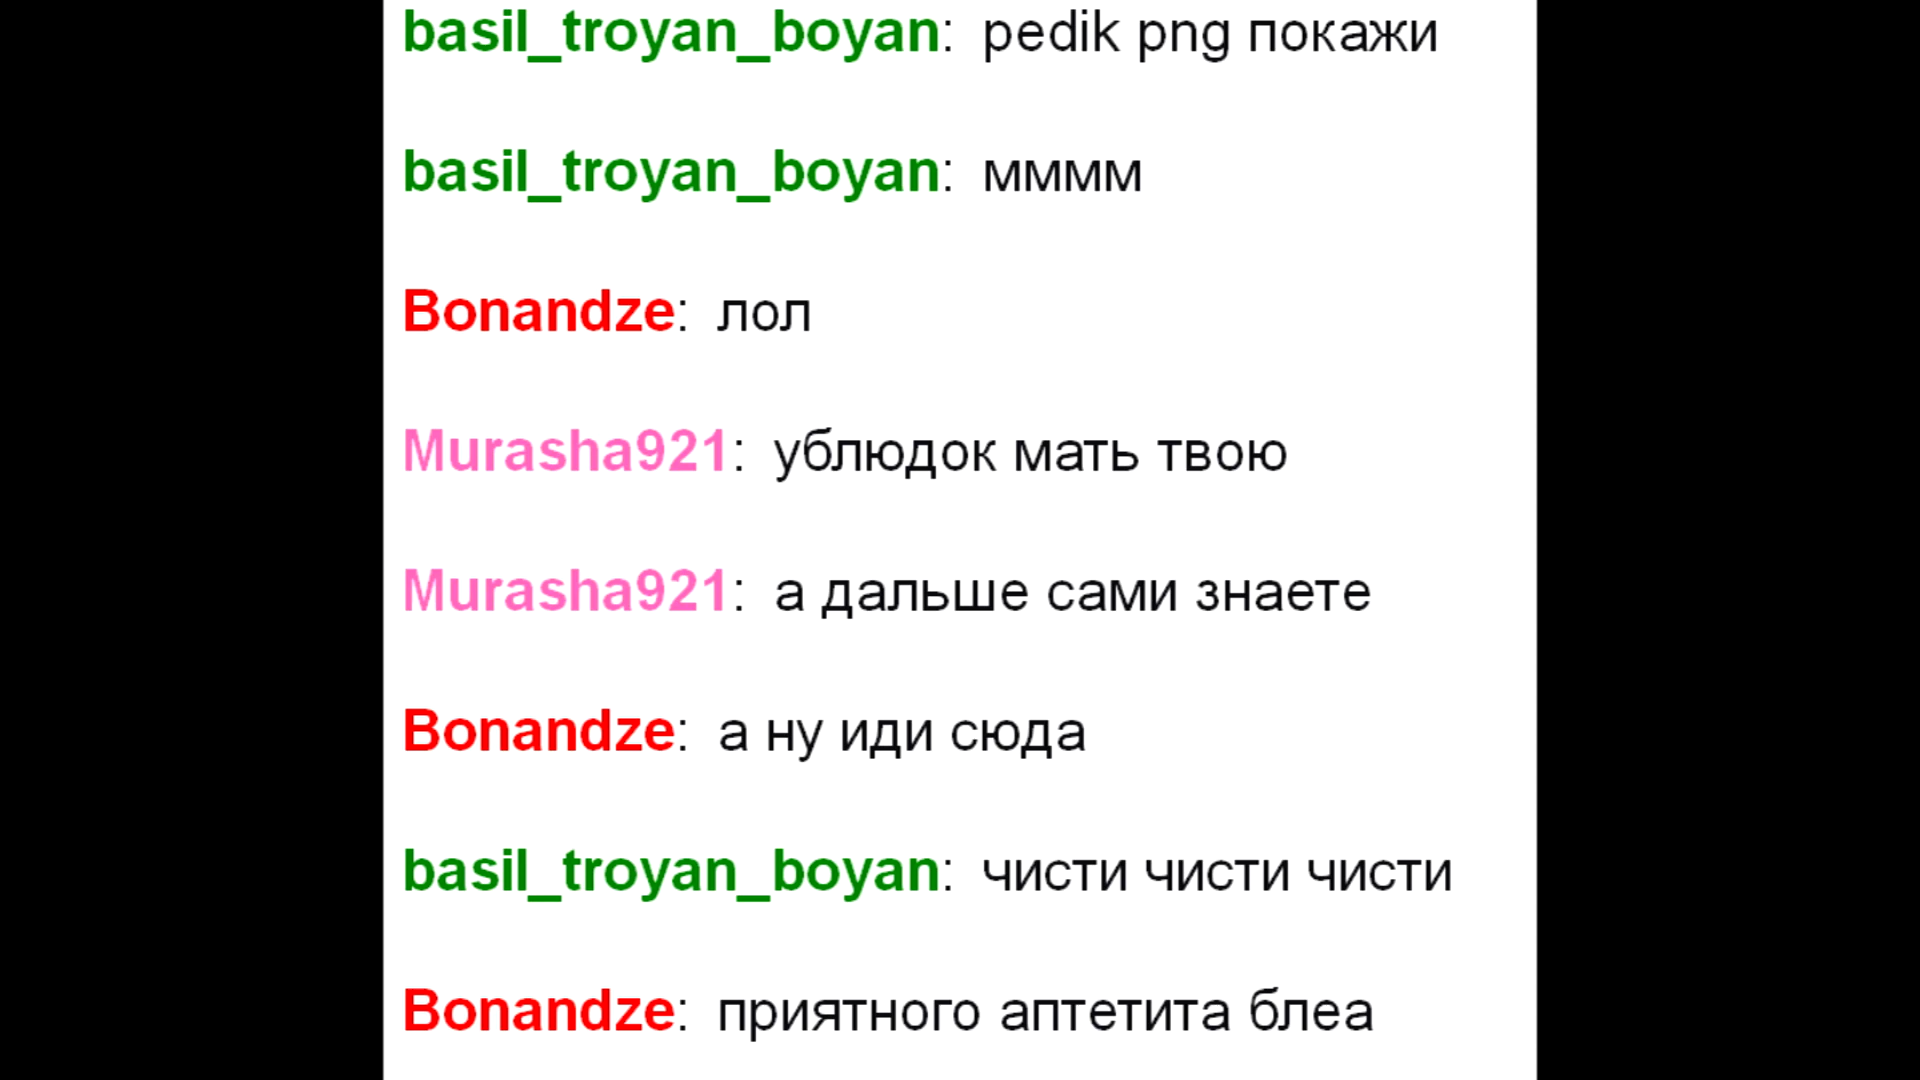 basil_troyan_boyan: pedik png покажи
basil_troyan_boyan: мммм
Bonandze: лол
Murasha921: ублюдок мать твою
Murasha921: а дальше сами знаете
Bonandze: а ну иди сюда
basil_troyan_boyan: чисти чисти чисти
Bonandze: приятного аптетита блеа